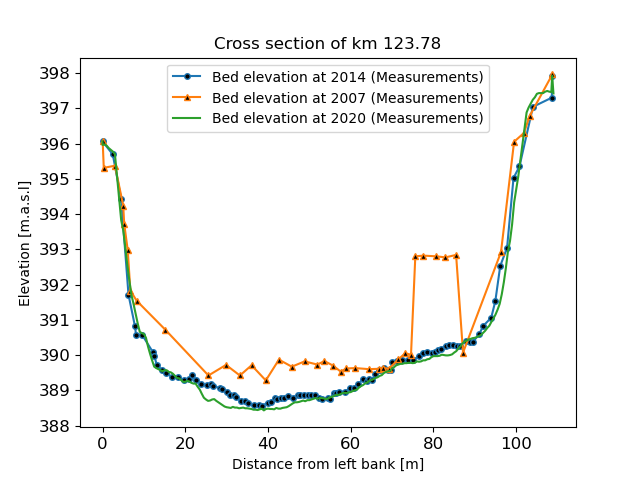 Cross section of km 123.78
Bed elevation at 2014 (Measurements)
Bed elevation at 2007 (Measurements)
Bed elevation at 2020 (Measurements)
Elevation [m.a.s.l]
398
397
396
395
394
393
392
391
390
389
388
0 20 40 60 80 100
Distance from left bank [m]